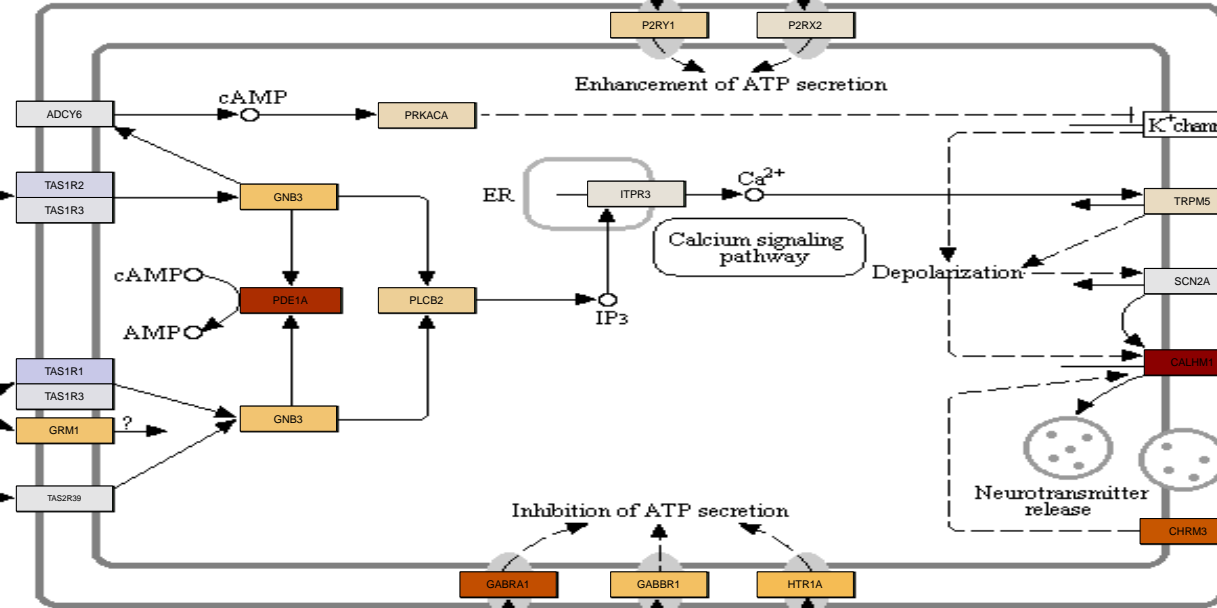 P2RY1
P2RX2
Enhancement of ATP secretion
ADCY6
cAMP
PRKACA
K+chann
TAS1R2
TAS1R3
GNB3
ER
ITPR3
Ca2+
TRPM5
Calcium signaling
pathway
cAMP
Depolarization
SCN2A
PDE1A
PLCB2
IP3
AMP
TAS1R1
TAS1R3
CALHM1
GRM1
?
GNB3
TAS2R39
Neurotransmitter
release
Inhibition of ATP secretion
CHRM3
GABRA1
GABBR1
HTR1A